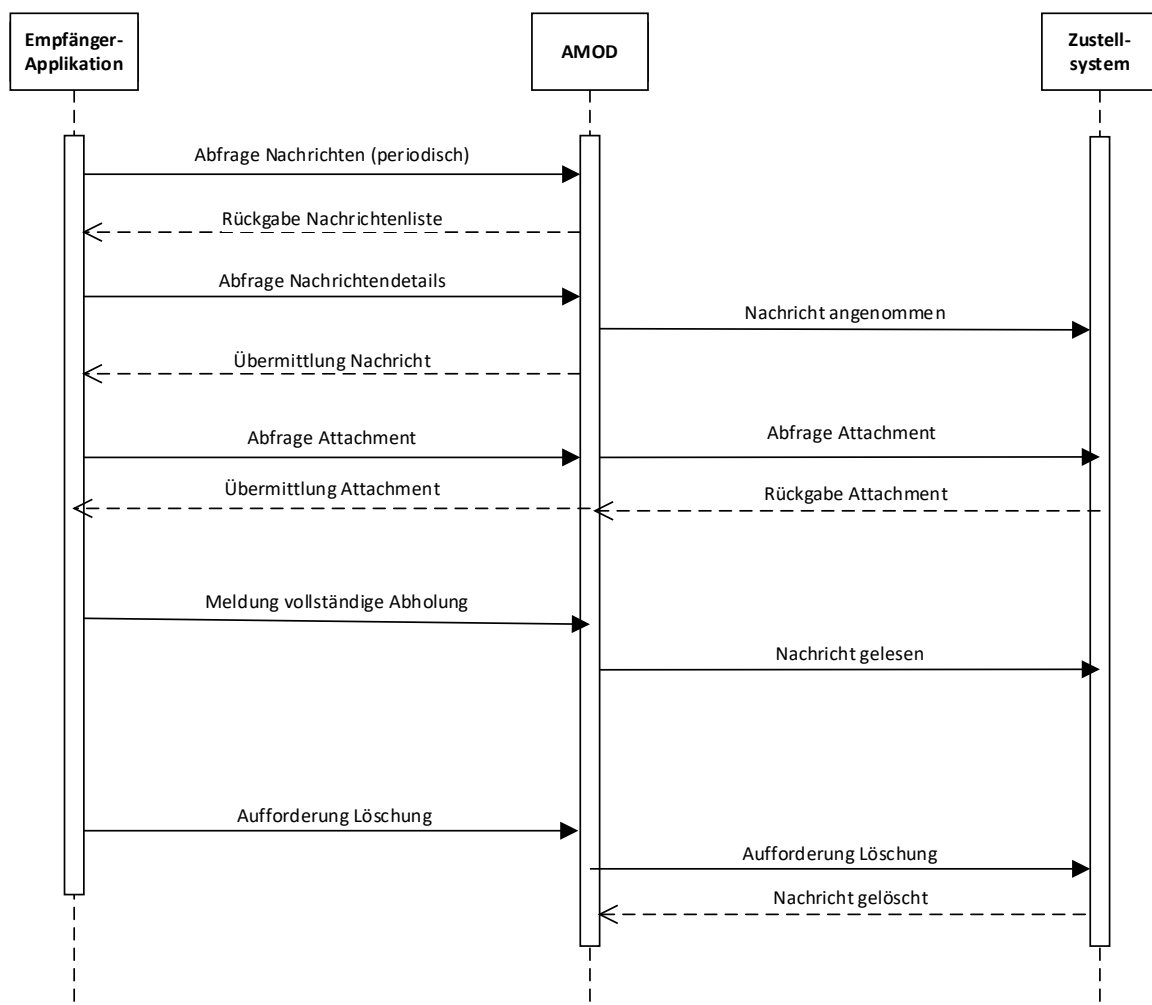 Empfänger-
Applikation
AMOD
Zustell-
system
Abfrage Nachrichten (periodisch)
Rückgabe Nachrichtenliste
Abfrage Nachrichtendetails
Nachricht angenommen
Übermittlung Nachricht
Abfrage Attachment
Abfrage Attachment
Übermittlung Attachment
Rückgabe Attachment
Meldung vollständige Abholung
Nachricht gelesen
Aufforderung Löschung
Aufforderung Löschung
Nachricht gelöscht